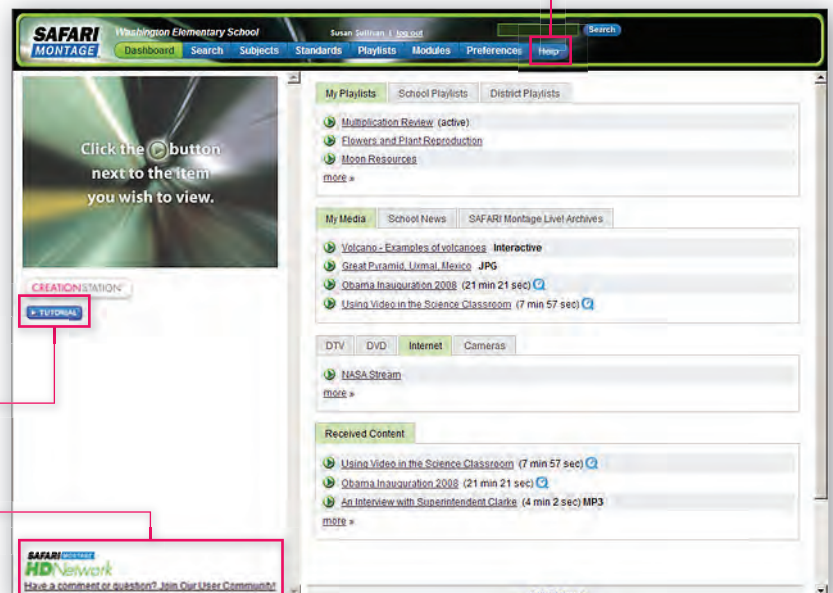 SAFARI
MONTAGE
Washington Elementary School
Susan Sullivan | log out
Search
Dashboard Search Subjects Standards Playlists Modules Preferences Help
Click the button
next to the item
you wish to view.
CREATIONSTATION
TUTORIAL
SAFARI MONTAGE
HDNetwork
Have a comment or question? Join Our User Community!
My Playlists School Playlists District Playlists
Multiplication Review (active)
Flowers and Plant Reproduction
Moon Resources
more »
My Media School News SAFARI Montage Live! Archives
Volcano - Examples of volcanoes Interactive
Great Pyramid, Uxmal, Mexico JPG
Obama Inauguration 2008 (21 min 21 sec)
Using Video in the Science Classroom (7 min 57 sec)
DTV DVD Internet Cameras
NASA Stream
more »
Received Content
Using Video in the Science Classroom (7 min 57 sec)
Obama Inauguration 2008 (21 min 21 sec)
An Interview with Superintendent Clarke (4 min 2 sec) MP3
more »